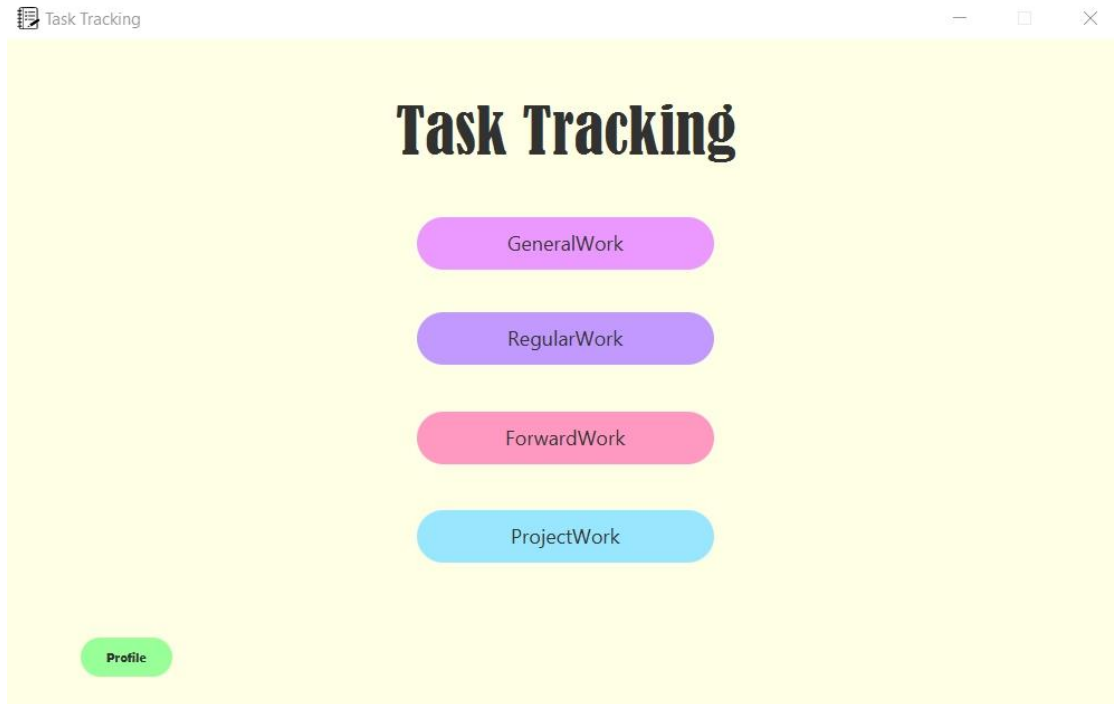 Task Tracking
Task Tracking
GeneralWork
RegularWork
ForwardWork
ProjectWork
Profile